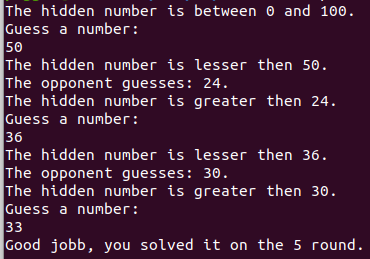 The hidden number is between 0 and 100.
Guess a number:
50
The hidden number is lesser then 50.
The opponent guesses: 24.
The hidden number is greater then 24.
Guess a number:
36
The hidden number is lesser then 36.
The opponent guesses: 30.
The hidden number is greater then 30.
Guess a number:
33
Good jobb, you solved it on the 5 round.